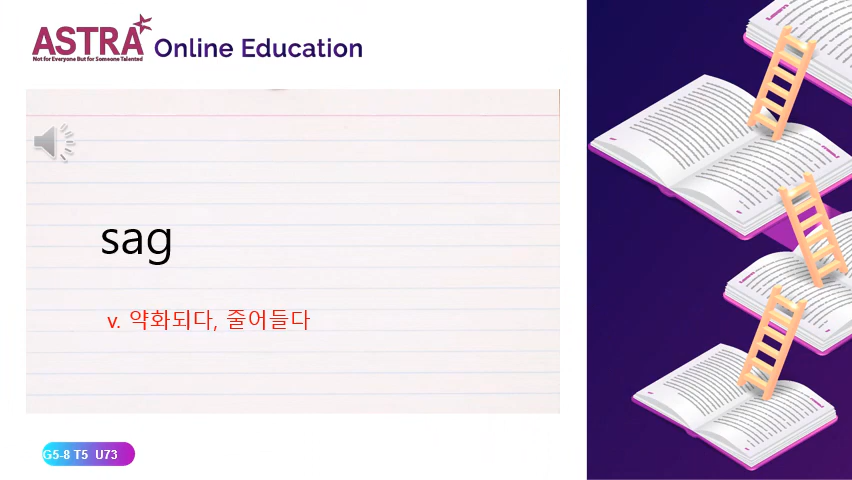 ASTRA
Not for Everyone But for Someone Talented
Online Education
sag
v. 약화되다, 줄어들다
G5-8 T5 U73